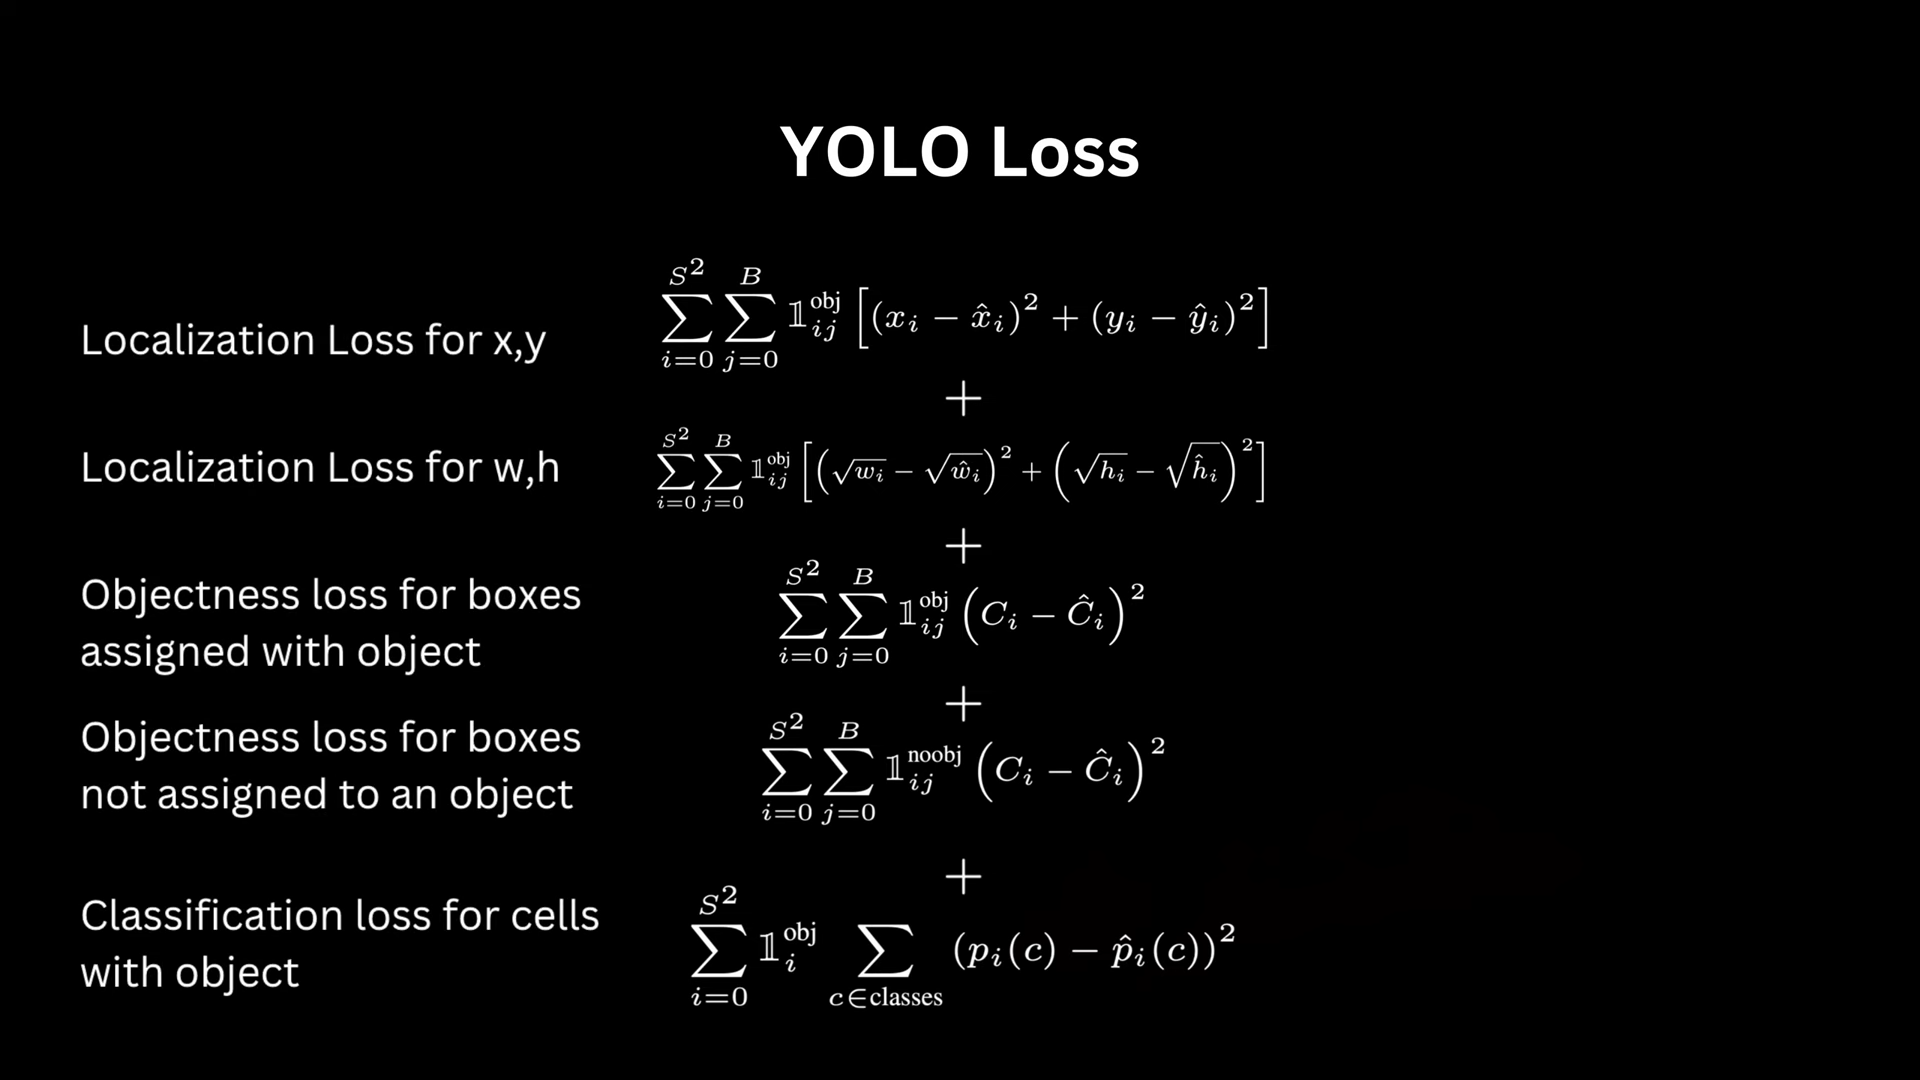 YOLO Loss
Localization Loss for x,y
$\sum_{i=0}^{S^2} \sum_{j=0}^{B} \mathbb{1}_{ij}^{\text{obj}} \left[ (x_i - \hat{x}_i)^2 + (y_i - \hat{y}_i)^2 \right]$
+
Localization Loss for w,h
$\sum_{i=0}^{S^2} \sum_{j=0}^{B} \mathbb{1}_{ij}^{\text{obj}} \left[ \left( \sqrt{w_i} - \sqrt{\hat{w}_i} \right)^2 + \left( \sqrt{h_i} - \sqrt{\hat{h}_i} \right)^2 \right]$
+
Objectness loss for boxes
assigned with object
$\sum_{i=0}^{S^2} \sum_{j=0}^{B} \mathbb{1}_{ij}^{\text{obj}} \left( C_i - \hat{C}_i \right)^2$
+
Objectness loss for boxes
not assigned to an object
$\sum_{i=0}^{S^2} \sum_{j=0}^{B} \mathbb{1}_{ij}^{\text{noobj}} \left( C_i - \hat{C}_i \right)^2$
+
Classification loss for cells
with object
$\sum_{i=0}^{S^2} \mathbb{1}_{i}^{\text{obj}} \sum_{c \in \text{classes}} (p_i(c) - \hat{p}_i(c))^2$